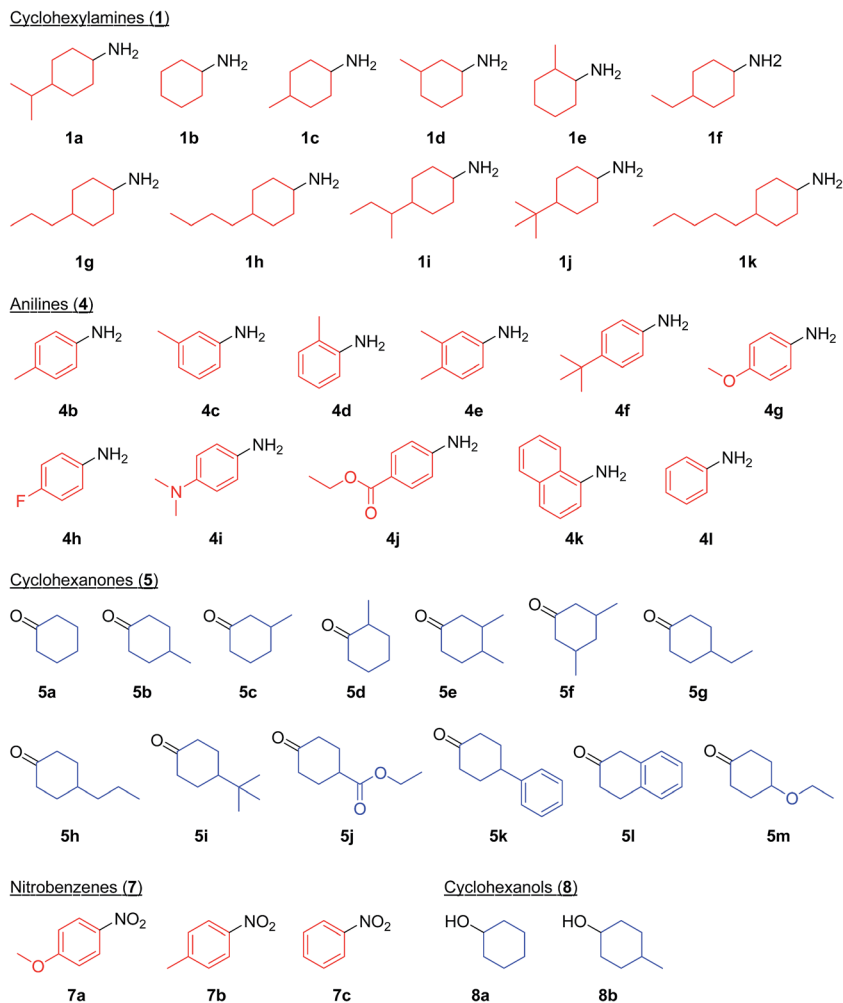 Cyclohexylamines (1)
NH2 NH2 NH2 NH2 NH2 NH2
1a 1b 1c 1d 1e 1f
NH2 NH2 NH2 NH2 NH2
1g 1h 1i 1j 1k
Anilines (4)
NH2 NH2 NH2 NH2 NH2 NH2
O
4b 4c 4d 4e 4f 4g
NH2 NH2 NH2 NH2 NH2
F N O O
4h 4i 4j 4k 4l
Cyclohexanones (5)
O O O O O O O
5a 5b 5c 5d 5e 5f 5g
O O O O O O O
O O
5h 5i 5j 5k 5l 5m
Nitrobenzenes (7) Cyclohexanols (8)
NO2 NO2 NO2 HO HO
O
7a 7b 7c 8a 8b